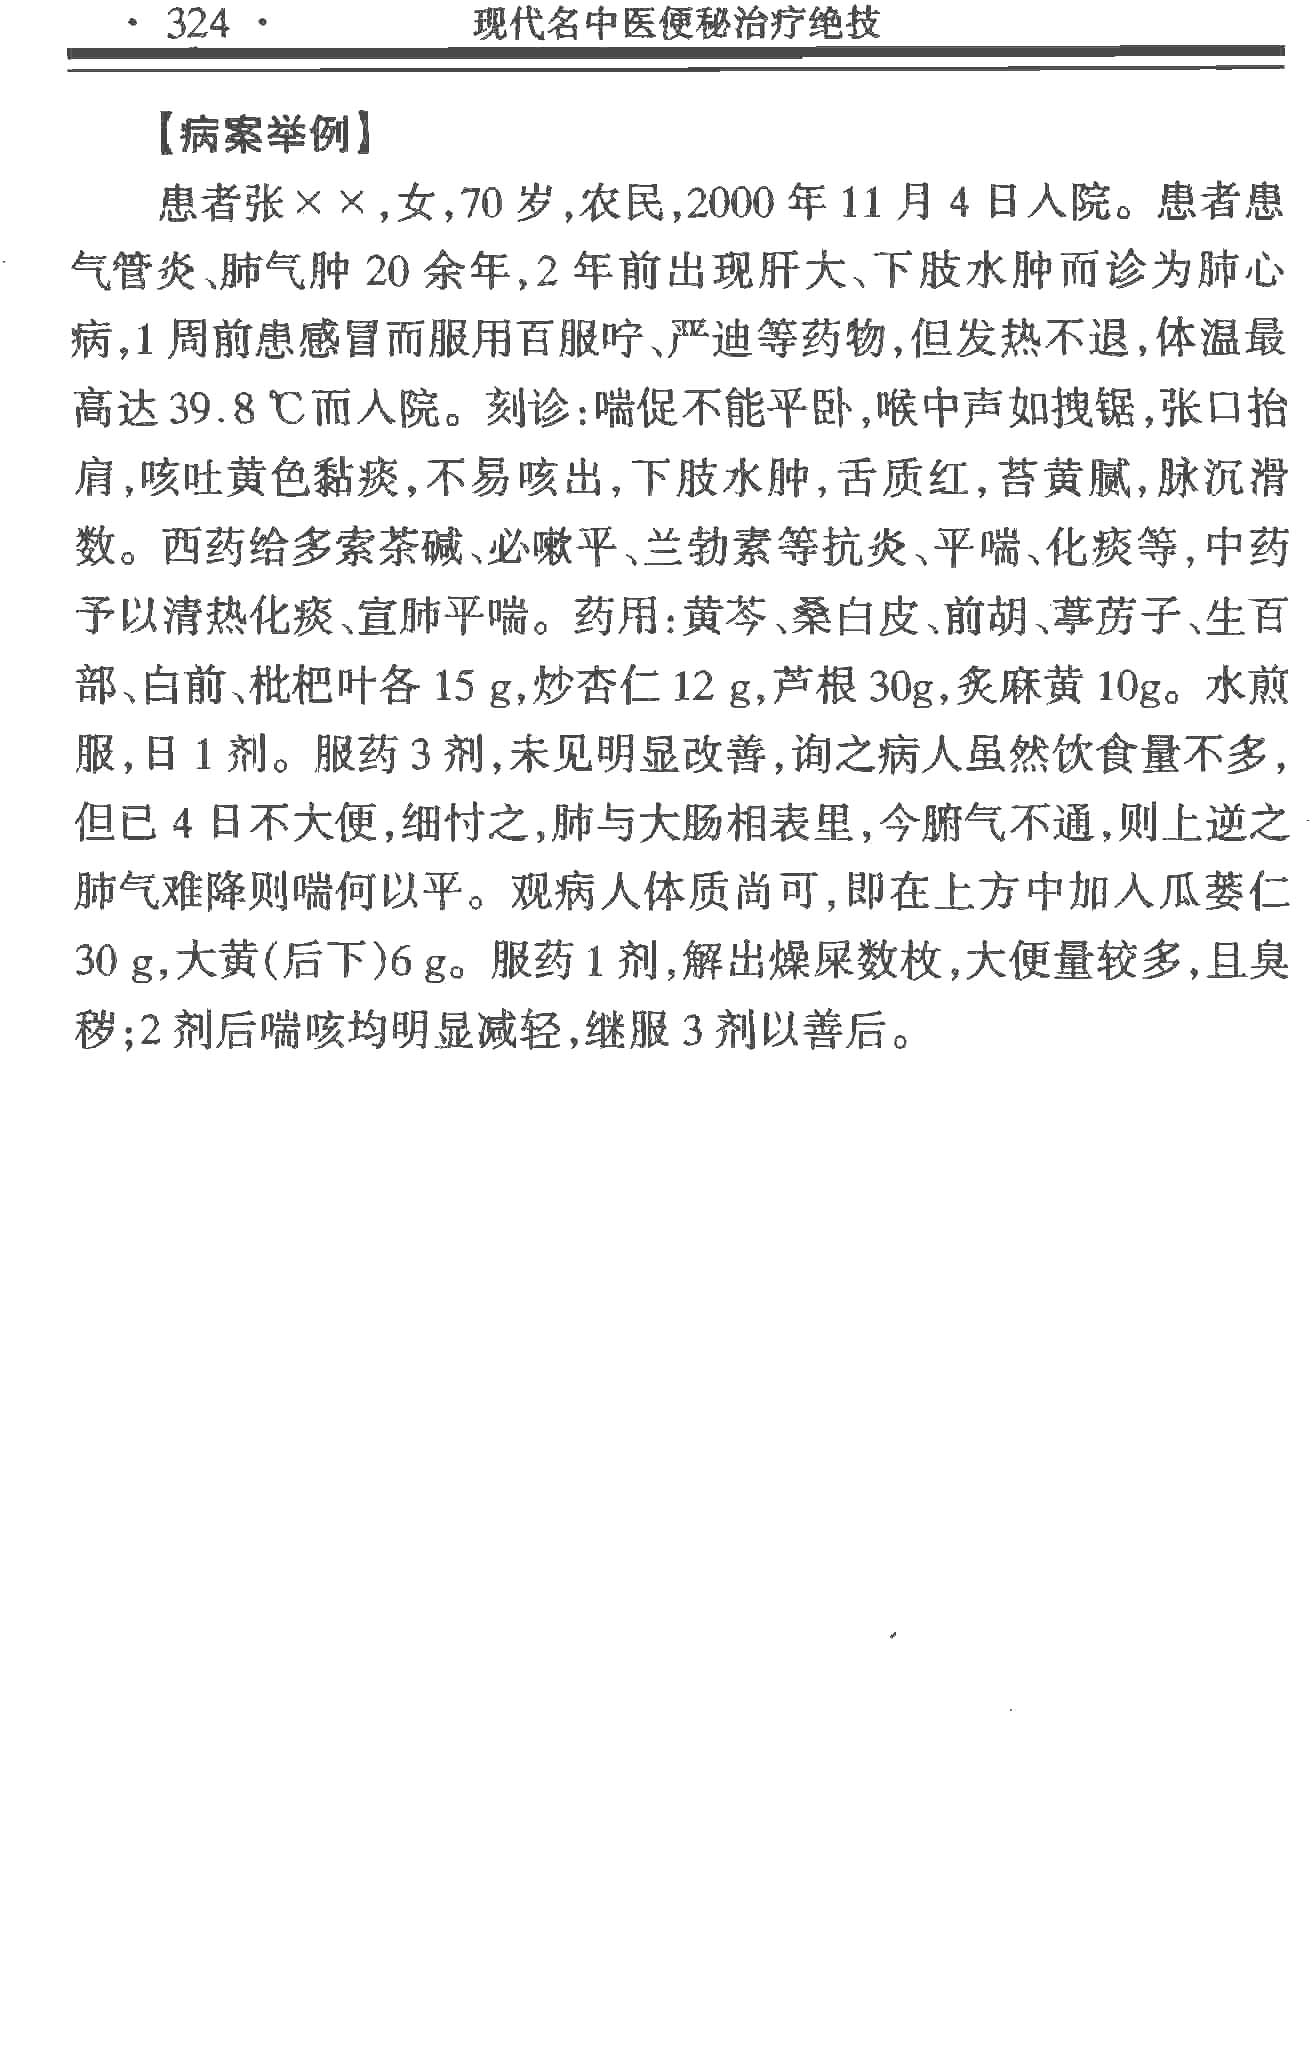 · 324 · 现代名中医便秘治疗绝技
【病案举例】
患者张××,女,70岁,农民,2000年11月4日入院。患者患
气管炎、肺气肿20余年,2年前出现肝大、下肢水肿而诊为肺心
病,1周前患感冒而服用百服咛、严迪等药物,但发热不退,体温最
高达39.8℃而入院。刻诊:喘促不能平卧,喉中声如拽锯,张口抬
肩,咳吐黄色黏痰,不易咳出,下肢水肿,舌质红,苔黄腻,脉沉滑
数。西药给多索茶碱、必嗽平、兰勃素等抗炎、平喘、化痰等,中药
予以清热化痰、宣肺平喘。药用:黄芩、桑白皮、前胡、葶苈子、生百
部、白前、枇杷叶各15 g,炒杏仁12 g,芦根30g,炙麻黄10g。水煎
服,日1剂。服药3剂,未见明显改善,询之病人虽然饮食量不多,
但已4日不大便,细忖之,肺与大肠相表里,今腑气不通,则上逆之
肺气难降则喘何以平。观病人体质尚可,即在上方中加入瓜蒌仁
30 g,大黄(后下)6 g。服药1剂,解出燥屎数枚,大便量较多,且臭
秽;2剂后喘咳均明显减轻,继服3剂以善后。